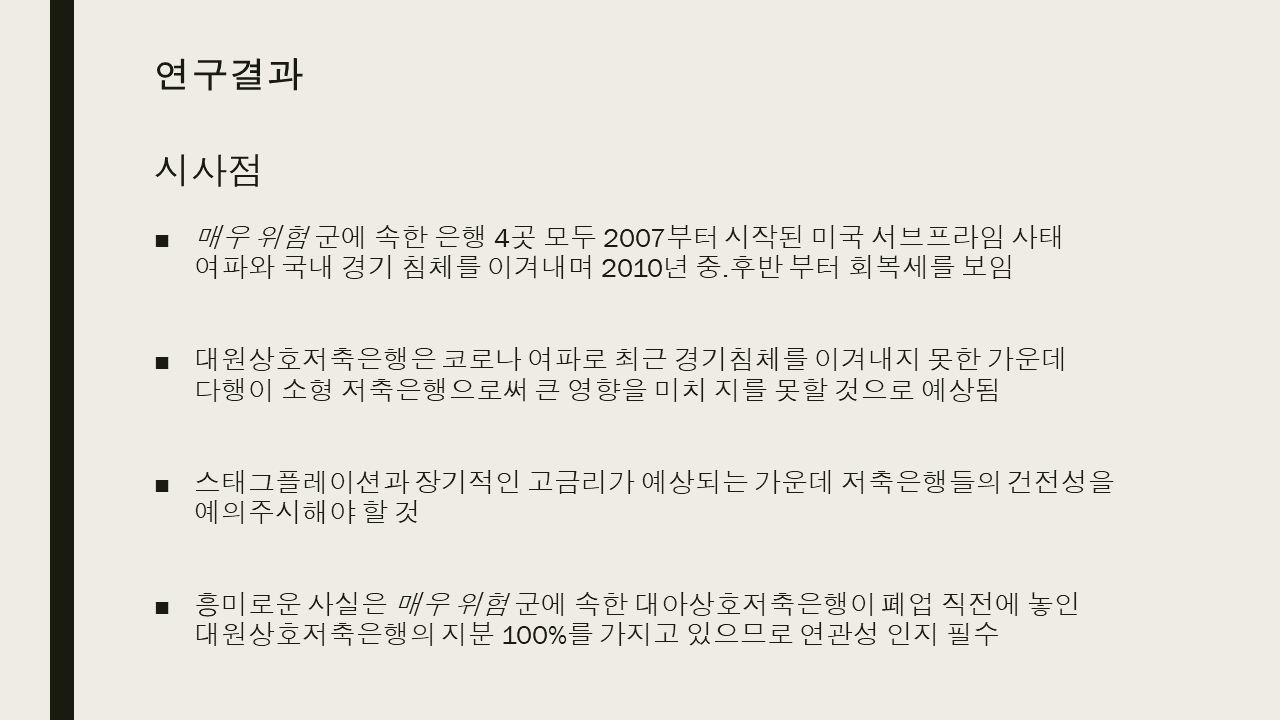 연구결과
시사점
■ 매우 위험 군에 속한 은행 4곳 모두 2007부터 시작된 미국 서브프라임 사태
여파와 국내 경기 침체를 이겨내며 2010년 중.후반 부터 회복세를 보임
■ 대원상호저축은행은 코로나 여파로 최근 경기침체를 이겨내지 못한 가운데
다행이 소형 저축은행으로써 큰 영향을 미치 지를 못할 것으로 예상됨
■ 스태그플레이션과 장기적인 고금리가 예상되는 가운데 저축은행들의 건전성을
예의주시해야 할 것
■ 흥미로운 사실은 매우 위험 군에 속한 대아상호저축은행이 폐업 직전에 놓인
대원상호저축은행의 지분 100%를 가지고 있으므로 연관성 인지 필수